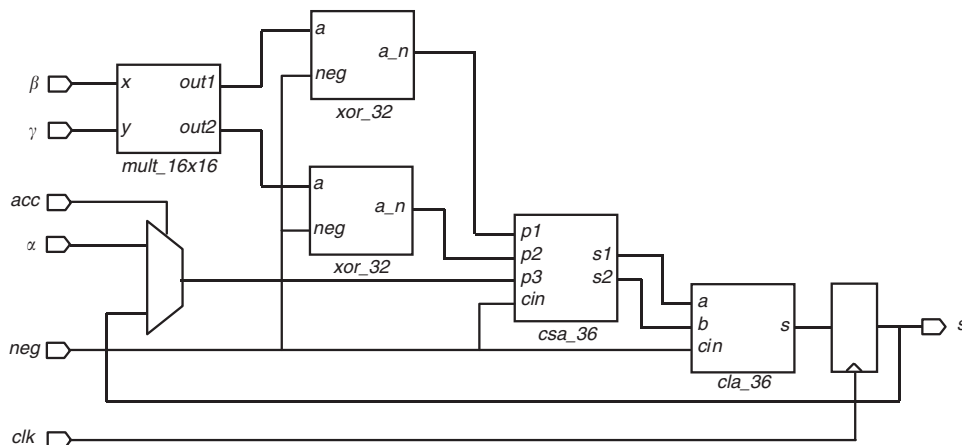 β
γ
acc
α
neg
clk
x
y
out1
out2
mult_16x16
a
neg
a_n
xor_32
a
neg
a_n
xor_32
p1
p2
p3
cin
s1
s2
csa_36
a
b
cin
s
cla_36
s